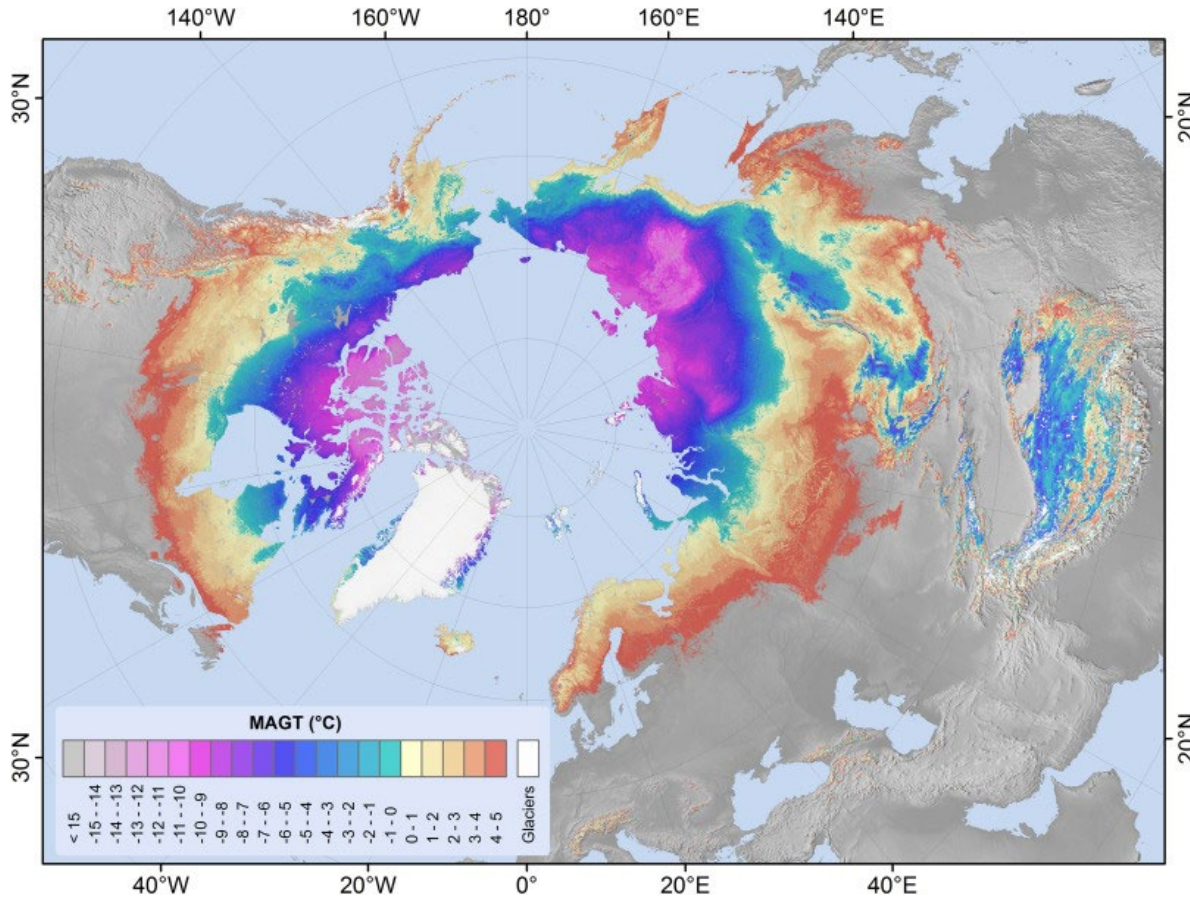 140°W 160°W 180° 160°E 140°E
30°N 20°N
30°N 20°N
MAGT (°C)
< 15
-15 - -14
-14 - -13
-13 - -12
-12 - -11
-11 - -10
-10 - -9
-9 - -8
-8 - -7
-7 - -6
-6 - -5
-5 - -4
-4 - -3
-3 - -2
-2 - -1
-1 - 0
0 - 1
1 - 2
2 - 3
3 - 4
4 - 5
Glaciers
40°W 20°W 0° 20°E 40°E